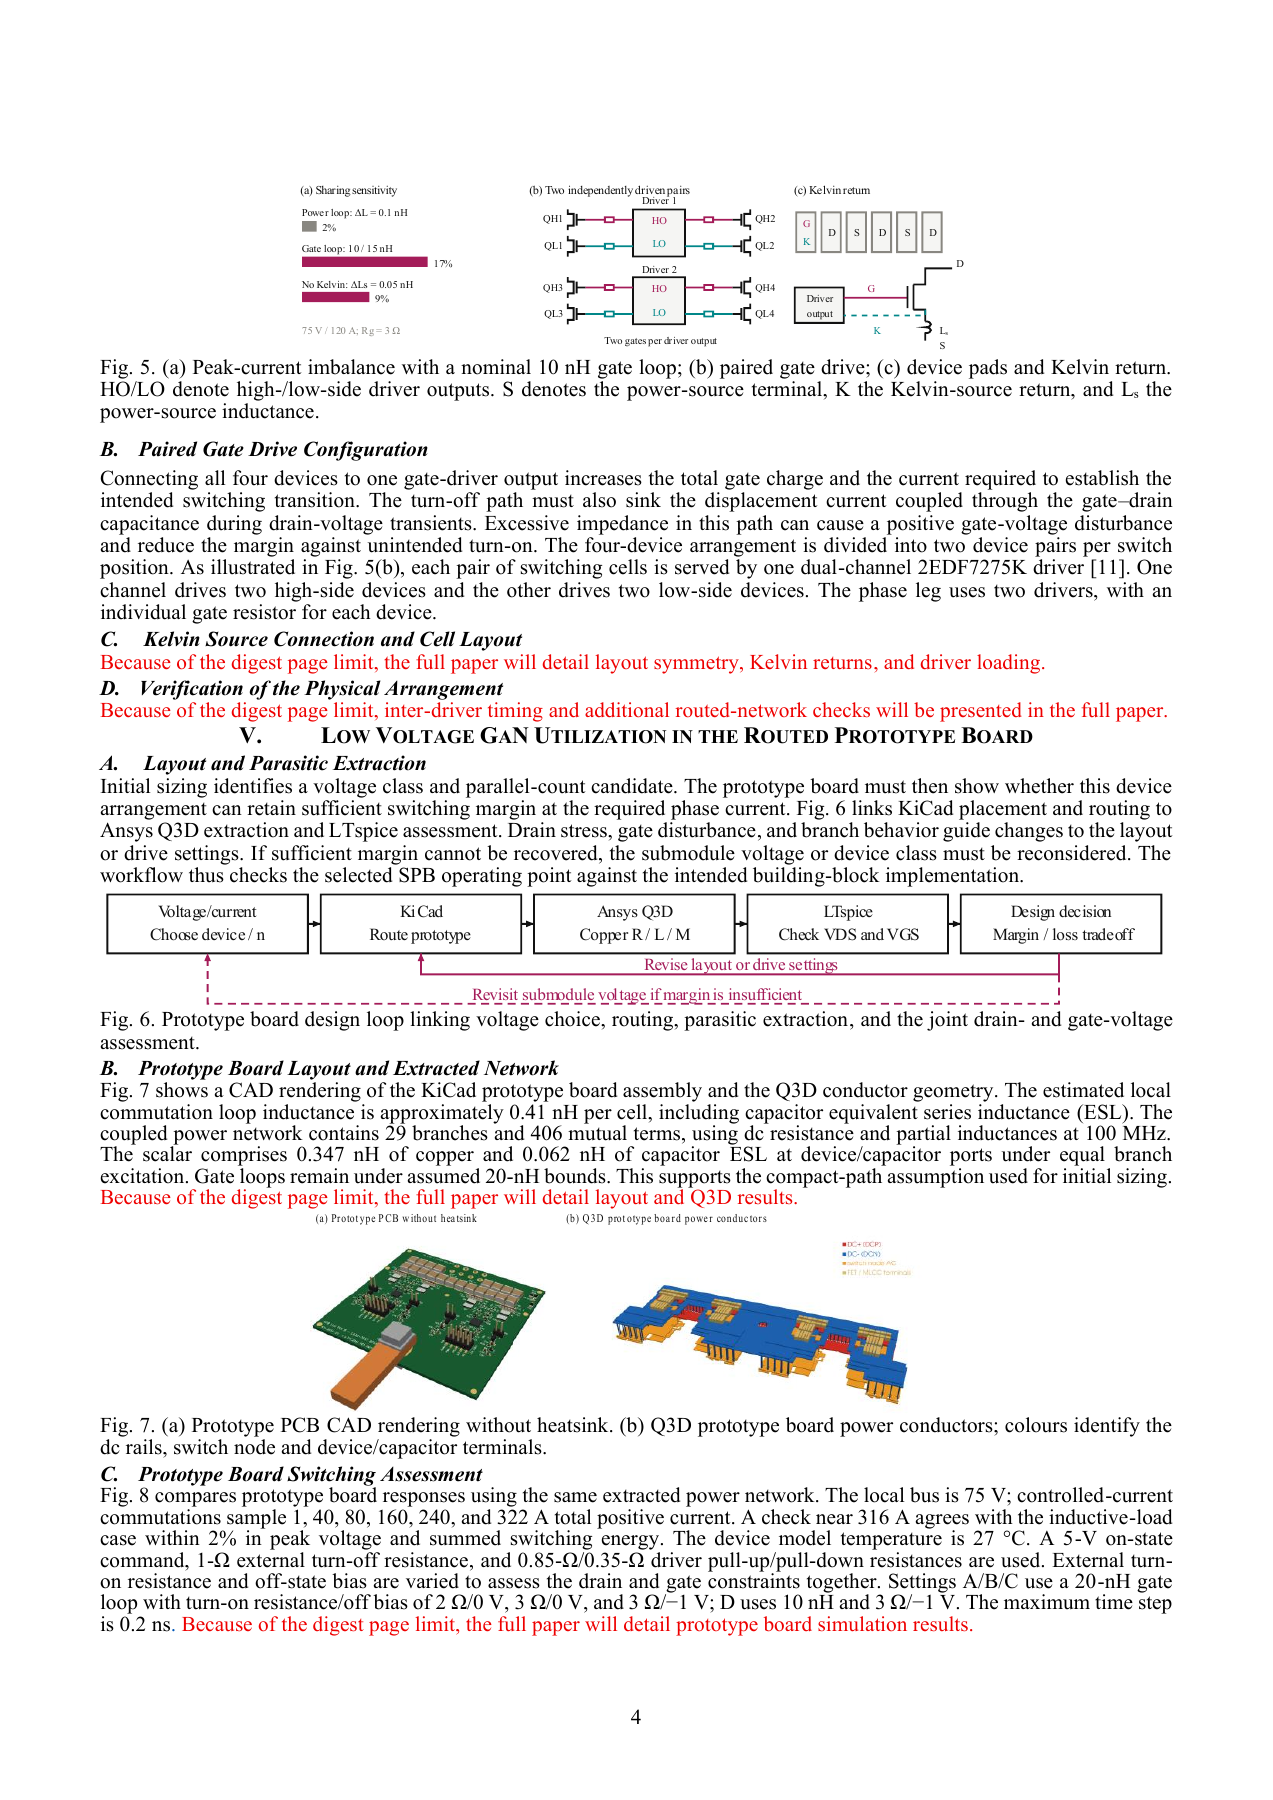 (a) Sharing sensitivity
Power loop: ΔL = 0.1 nH
2%
Gate loop: 10 / 15 nH
17%
No Kelvin: ΔLs = 0.05 nH
9%
75 V / 120 A; Rg = 3 Ω
(b) Two independently driven pairs
Driver 1
QH1 HO QH2
QL1 LO QL2
Driver 2
QH3 HO QH4
QL3 LO QL4
Two gates per driver output
(c) Kelvin return
G
K D S D S D
D
Driver
output
G
K
Ls
S
Fig. 5. (a) Peak-current imbalance with a nominal 10 nH gate loop; (b) paired gate drive; (c) device pads and Kelvin return.
HO/LO denote high-/low-side driver outputs. S denotes the power-source terminal, K the Kelvin-source return, and Ls the
power-source inductance.
B. Paired Gate Drive Configuration
Connecting all four devices to one gate-driver output increases the total gate charge and the current required to establish the
intended switching transition. The turn-off path must also sink the displacement current coupled through the gate–drain
capacitance during drain-voltage transients. Excessive impedance in this path can cause a positive gate-voltage disturbance
and reduce the margin against unintended turn-on. The four-device arrangement is divided into two device pairs per switch
position. As illustrated in Fig. 5(b), each pair of switching cells is served by one dual-channel 2EDF7275K driver [11]. One
channel drives two high-side devices and the other drives two low-side devices. The phase leg uses two drivers, with an
individual gate resistor for each device.
C. Kelvin Source Connection and Cell Layout
Because of the digest page limit, the full paper will detail layout symmetry, Kelvin returns, and driver loading.
D. Verification of the Physical Arrangement
Because of the digest page limit, inter-driver timing and additional routed-network checks will be presented in the full paper.
V. LOW VOLTAGE GAN UTILIZATION IN THE ROUTED PROTOTYPE BOARD
A. Layout and Parasitic Extraction
Initial sizing identifies a voltage class and parallel-count candidate. The prototype board must then show whether this device
arrangement can retain sufficient switching margin at the required phase current. Fig. 6 links KiCad placement and routing to
Ansys Q3D extraction and LTspice assessment. Drain stress, gate disturbance, and branch behavior guide changes to the layout
or drive settings. If sufficient margin cannot be recovered, the submodule voltage or device class must be reconsidered. The
workflow thus checks the selected SPB operating point against the intended building-block implementation.
Voltage/current
Choose device / n
KiCad
Route prototype
Ansys Q3D
Copper R / L / M
LTspice
Check VDS and VGS
Design decision
Margin / loss tradeoff
Revise layout or drive settings
Revisit submodule voltage if margin is insufficient
Fig. 6. Prototype board design loop linking voltage choice, routing, parasitic extraction, and the joint drain- and gate-voltage
assessment.
B. Prototype Board Layout and Extracted Network
Fig. 7 shows a CAD rendering of the KiCad prototype board assembly and the Q3D conductor geometry. The estimated local
commutation loop inductance is approximately 0.41 nH per cell, including capacitor equivalent series inductance (ESL). The
coupled power network contains 29 branches and 406 mutual terms, using dc resistance and partial inductances at 100 MHz.
The scalar comprises 0.347 nH of copper and 0.062 nH of capacitor ESL at device/capacitor ports under equal branch
excitation. Gate loops remain under assumed 20-nH bounds. This supports the compact-path assumption used for initial sizing.
Because of the digest page limit, the full paper will detail layout and Q3D results.
(a) Prototype PCB without heatsink
(b) Q3D prototype board power conductors
DC+ (DCP)
DC- (DCN)
switch node AC
FET / MLCC terminals
Fig. 7. (a) Prototype PCB CAD rendering without heatsink. (b) Q3D prototype board power conductors; colours identify the
dc rails, switch node and device/capacitor terminals.
C. Prototype Board Switching Assessment
Fig. 8 compares prototype board responses using the same extracted power network. The local bus is 75 V; controlled-current
commutations sample 1, 40, 80, 160, 240, and 322 A total positive current. A check near 316 A agrees with the inductive-load
case within 2% in peak voltage and summed switching energy. The device model temperature is 27 °C. A 5-V on-state
command, 1-Ω external turn-off resistance, and 0.85-Ω/0.35-Ω driver pull-up/pull-down resistances are used. External turn-
on resistance and off-state bias are varied to assess the drain and gate constraints together. Settings A/B/C use a 20-nH gate
loop with turn-on resistance/off bias of 2 Ω/0 V, 3 Ω/0 V, and 3 Ω/−1 V; D uses 10 nH and 3 Ω/−1 V. The maximum time step
is 0.2 ns. Because of the digest page limit, the full paper will detail prototype board simulation results.
4